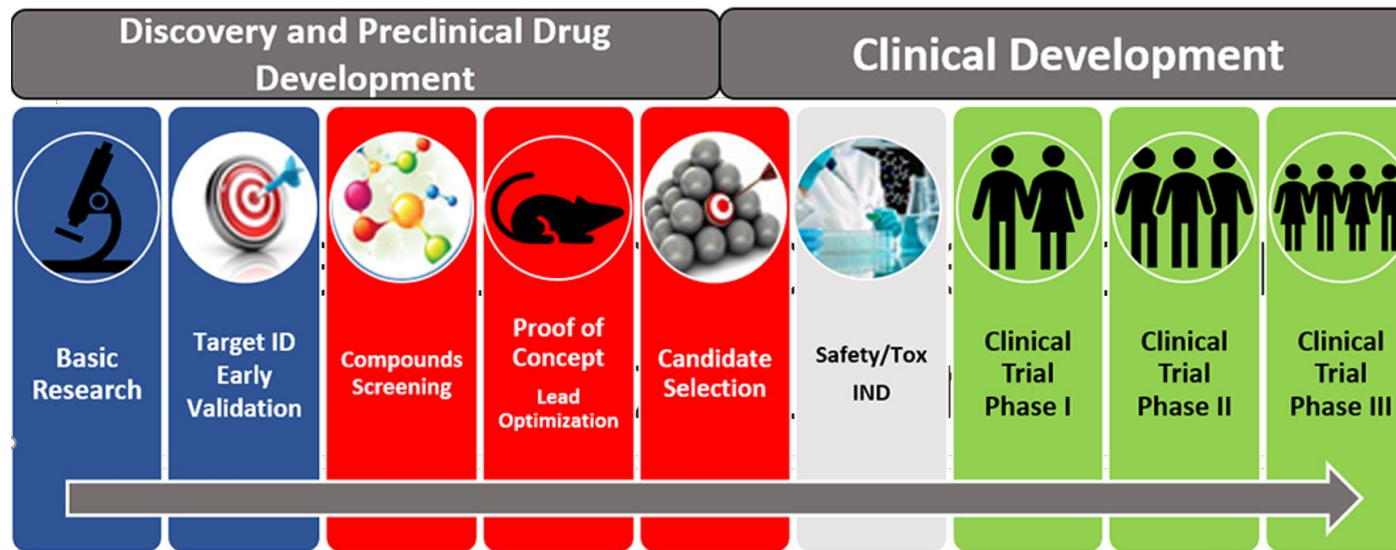 Discovery and Preclinical Drug
Development
Clinical Development
Basic
Research
Target ID
Early
Validation
Compounds
Screening
Proof of
Concept
Lead
Optimization
Candidate
Selection
Safety/Tox
IND
Clinical
Trial
Phase I
Clinical
Trial
Phase II
Clinical
Trial
Phase III